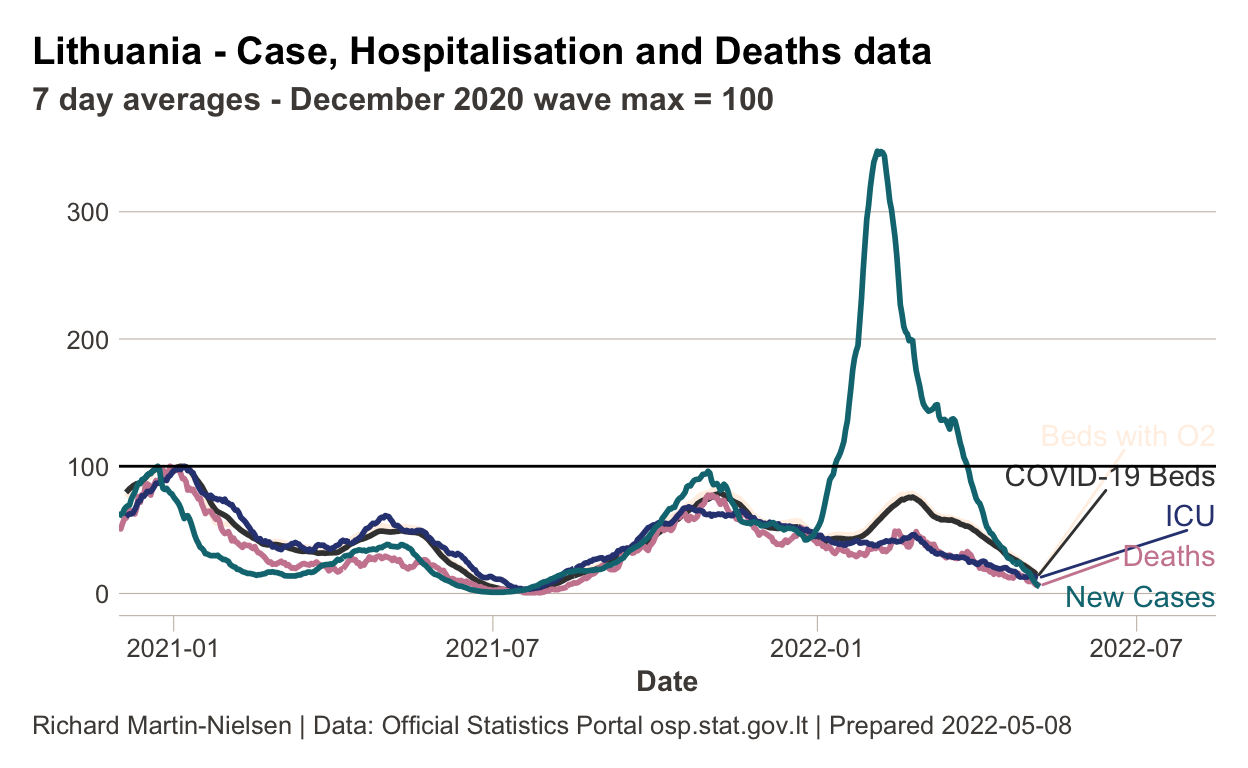 Lithuania - Case, Hospitalisation and Deaths data
7 day averages - December 2020 wave max = 100
300
200
100
0
Beds with O2
COVID-19 Beds
ICU
Deaths
New Cases
2021-01
2021-07
2022-01
2022-07
Date
Richard Martin-Nielsen | Data: Official Statistics Portal osp.stat.gov.lt | Prepared 2022-05-08